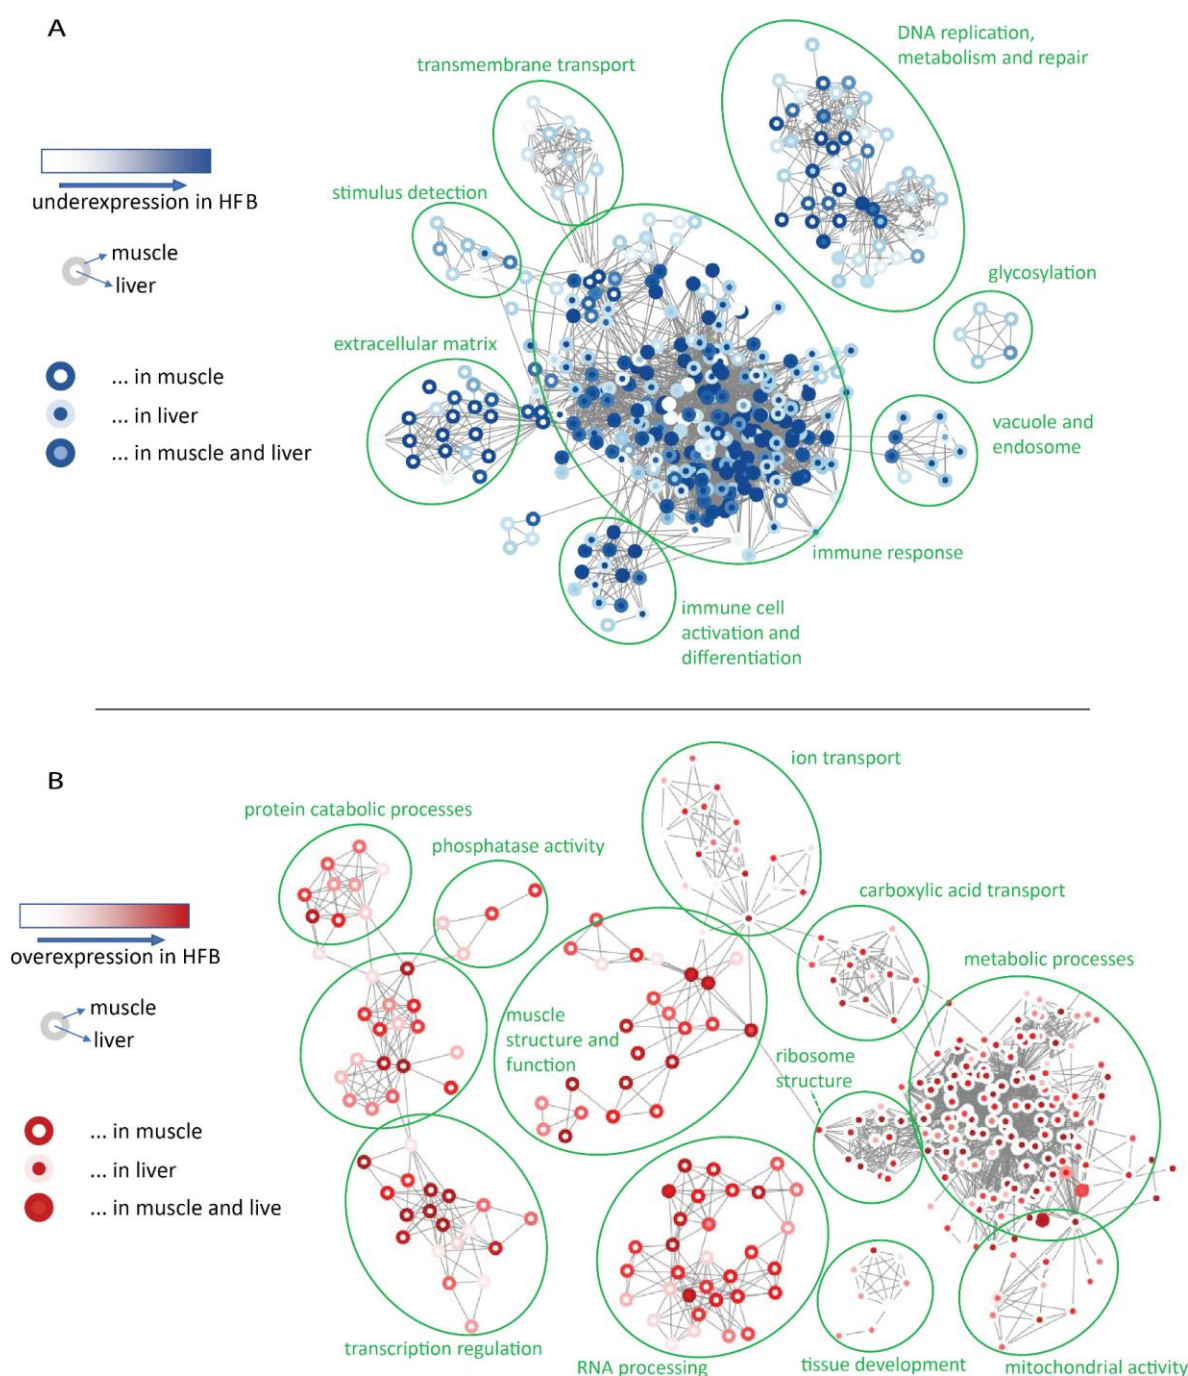 A
DNA replication,
metabolism and repair
transmembrane transport
underexpression in HFB
stimulus detection
muscle
liver
glycosylation
extracellular matrix
... in muscle
... in liver
... in muscle and liver
vacuole and
endosome
immune response
immune cell
activation and
differentiation
B
ion transport
protein catabolic processes
phosphatase activity
carboxylic acid transport
overexpression in HFB
metabolic processes
muscle
liver
muscle
structure and
function
ribosome
structure
... in muscle
... in liver
... in muscle and live
transcription regulation
RNA processing
tissue development
mitochondrial activity